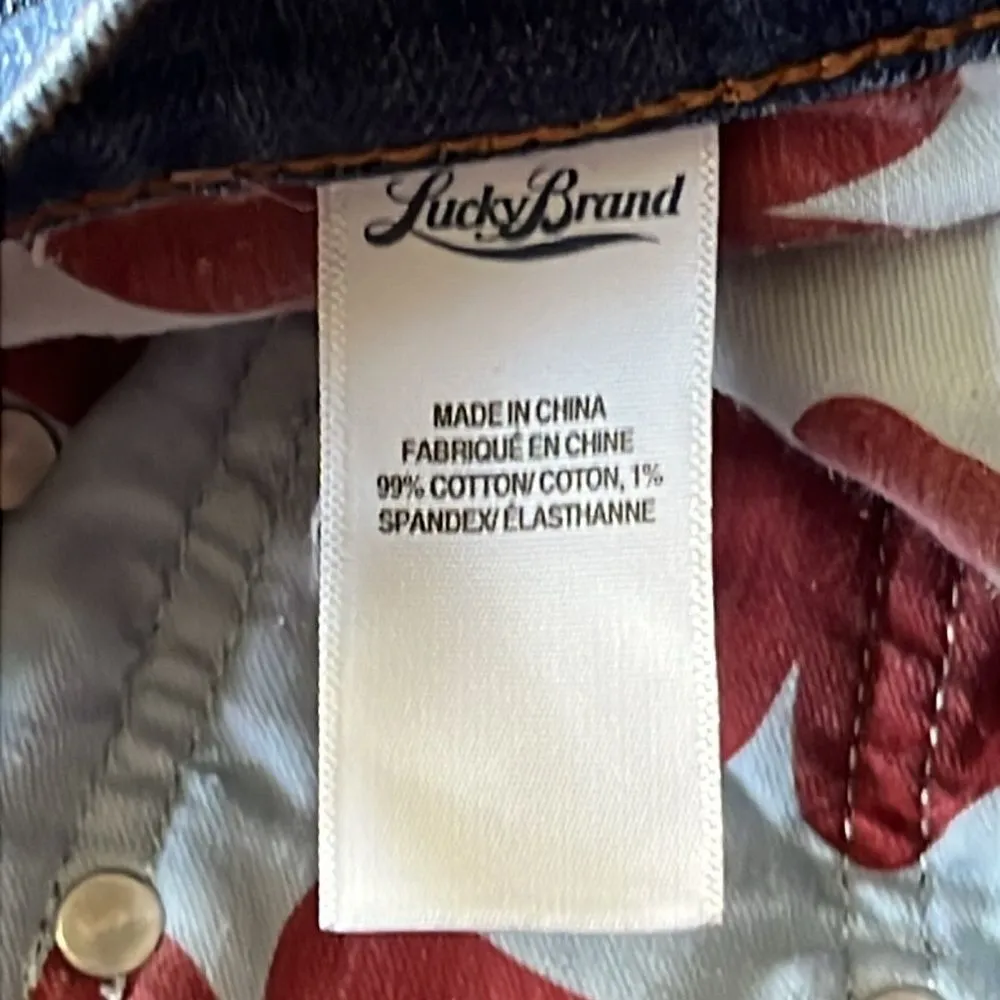 Lucky Brand
MADE IN CHINA
FABRIQUÉ EN CHINE
99% COTTON/ COTON, 1%
SPANDEX/ ÉLASTHANNE